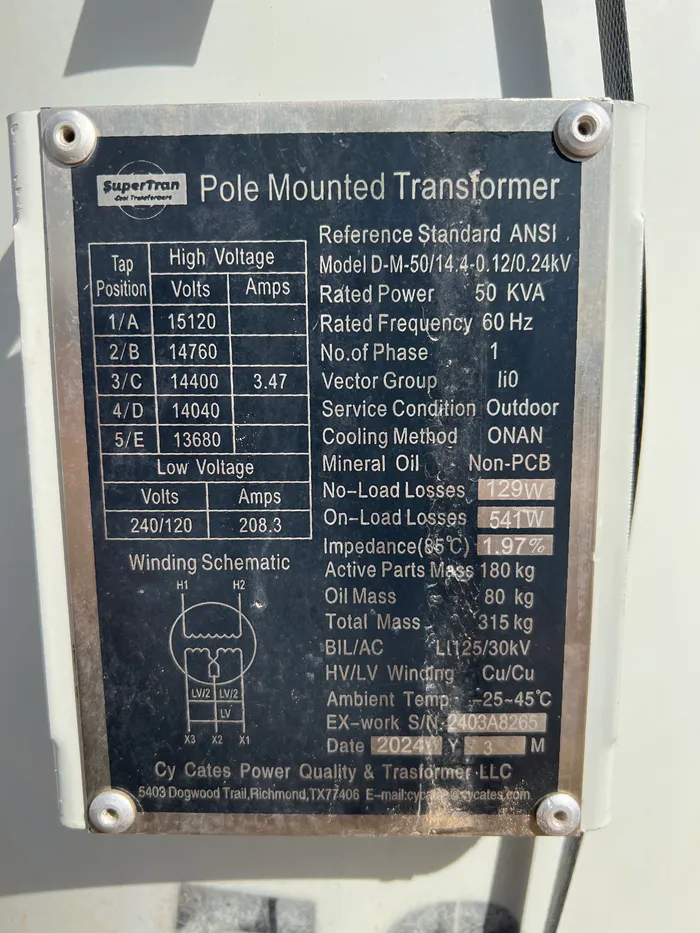 SuperTran
Cool Transformers
Pole Mounted Transformer
Tap Position High Voltage
Volts Amps
1/A 15120
2/B 14760
3/C 14400 3.47
4/D 14040
5/E 13680
Low Voltage
Volts Amps
240/120 208.3
Winding Schematic
H1 H2
LV/2 LV/2
LV
X3 X2 X1
Reference Standard ANSI
Model D-M-50/14.4-0.12/0.24kV
Rated Power 50 KVA
Rated Frequency 60 Hz
No.of Phase 1
Vector Group Ii0
Service Condition Outdoor
Cooling Method ONAN
Mineral Oil Non-PCB
No-Load Losses 129W
On-Load Losses 541W
Impedance(85℃) 1.97%
Active Parts Mass 180 kg
Oil Mass 80 kg
Total Mass 315 kg
BIL/AC LI125/30kV
HV/LV Winding Cu/Cu
Ambient Temp. -25~45℃
EX-work S/N 2403A8265
Date 2024 Y 3 M
Cy Cates Power Quality & Trasformer LLC
5403 Dogwood Trail,Richmond,TX77406 E-mail:cycates@cycates.com